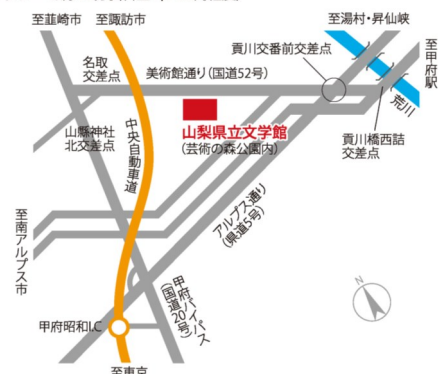 至韮崎市
至諏訪市
至湯村・昇仙峡
至甲府駅
名取
交差点
美術館通り(国道52号)
貢川交番前交差点
荒川
山梨県立文学館
(芸術の森公園内)
貢川橋西詰
交差点
山縣神社
北交差点
中央自動車道
アルプス通り
(県道5号)
至南アルプス市
甲府バイパス
(国道20号)
甲府昭和I.C
N
至東京